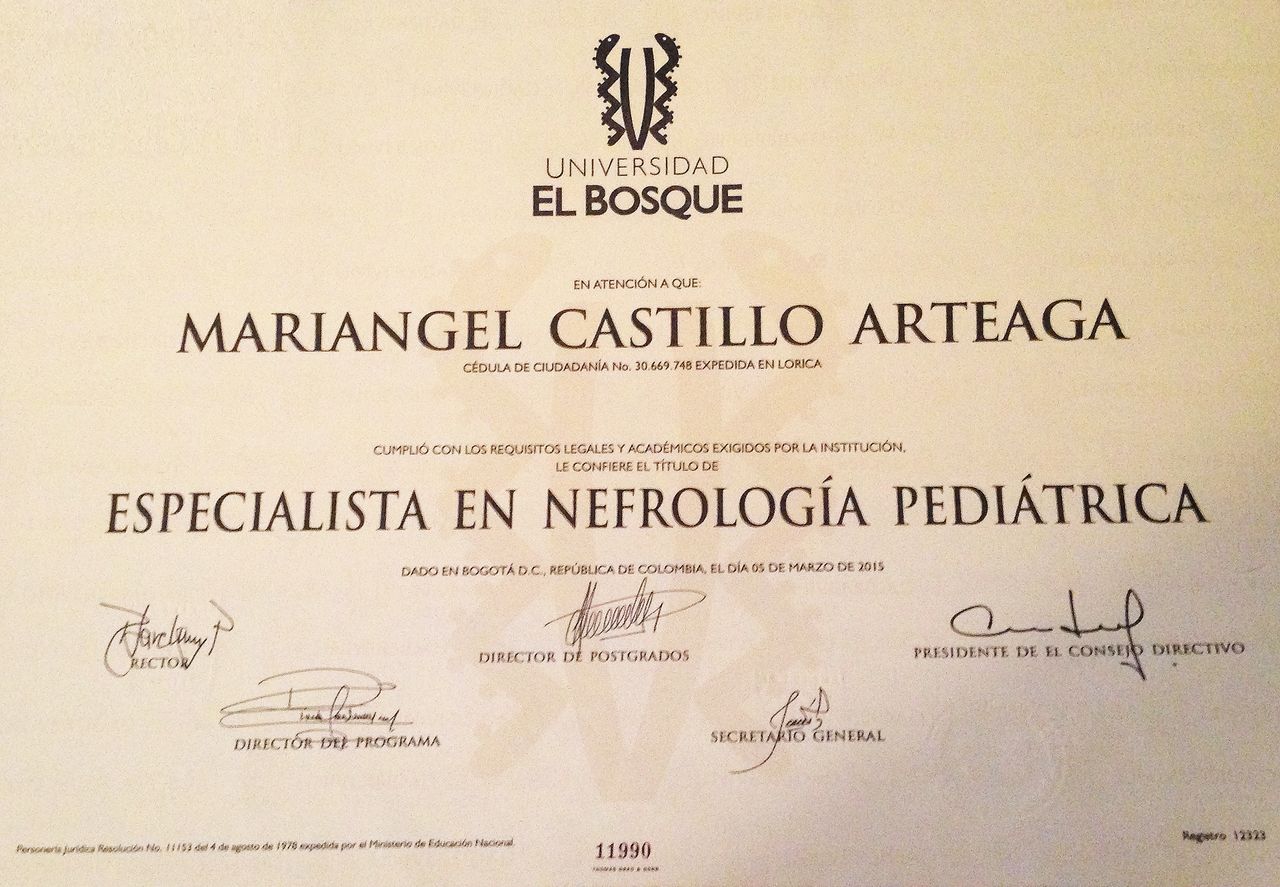 UNIVERSIDAD
EL BOSQUE
EN ATENCIÓN A QUE:
MARIANGEL CASTILLO ARTEAGA
CÉDULA DE CIUDADANÍA No. 30.669.748 EXPEDIDA EN LORICA
CUMPLIÓ CON LOS REQUISITOS LEGALES Y ACADÉMICOS EXIGIDOS POR LA INSTITUCIÓN,
LE CONFIERE EL TÍTULO DE
ESPECIALISTA EN NEFROLOGÍA PEDIÁTRICA
DADO EN BOGOTÁ D.C., REPÚBLICA DE COLOMBIA, EL DÍA 05 DE MARZO DE 2015
RECTOR
DIRECTOR DE POSTGRADOS
PRESIDENTE DE EL CONSEJO DIRECTIVO
DIRECTOR DEL PROGRAMA
SECRETARIO GENERAL
Personería Jurídica Resolución No. 11153 del 4 de agosto de 1978 expedida por el Ministerio de Educación Nacional.
11990
Registro 12323